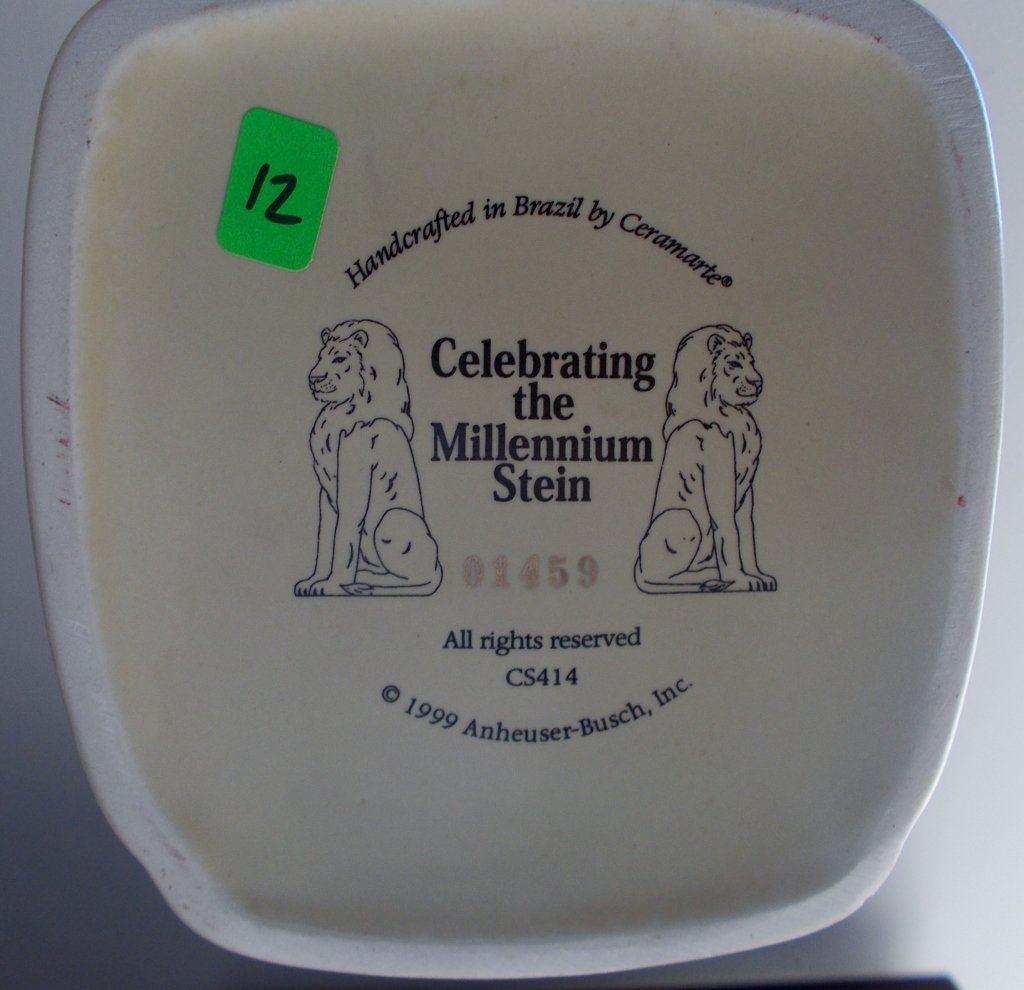 12
Handcrafted in Brazil by Ceramarte®
Celebrating
the
Millennium
Stein
01459
All rights reserved
CS414
© 1999 Anheuser-Busch, Inc.